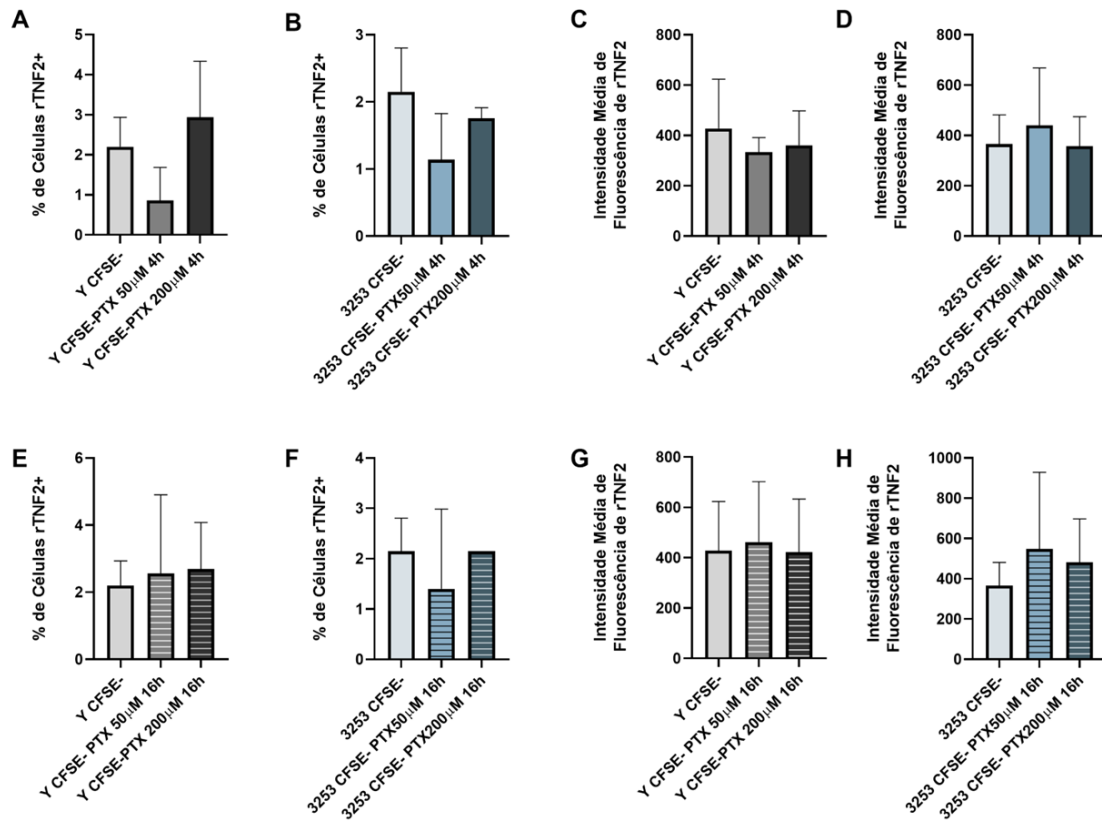 A
% de Células rTNF2+
5
4
3
2
1
0
Y CFSE-
Y CFSE-PTX 50µM 4h
Y CFSE-PTX 200µM 4h
B
% de Células rTNF2+
3
2
1
0
3253 CFSE-
3253 CFSE- PTX50µM 4h
3253 CFSE- PTX200µM 4h
C
Intensidade Média de
Fluorescência de rTNF2
800
600
400
200
0
Y CFSE-
Y CFSE-PTX 50µM 4h
Y CFSE-PTX 200µM 4h
D
Intensidade Média de
Fluorescência de rTNF2
800
600
400
200
0
3253 CFSE-
3253 CFSE- PTX50µM 4h
3253 CFSE- PTX200µM 4h
E
% de Células rTNF2+
6
4
2
0
Y CFSE-
Y CFSE- PTX 50µM 16h
Y CFSE-PTX 200µM 16h
F
% de Células rTNF2+
4
3
2
1
0
3253 CFSE-
3253 CFSE- PTX50µM 16h
3253 CFSE- PTX200µM 16h
G
Intensidade Média de
Fluorescência de rTNF2
800
600
400
200
0
Y CFSE-
Y CFSE- PTX 50µM 16h
Y CFSE-PTX 200µM 16h
H
Intensidade Média de
Fluorescência de rTNF2
1000
800
600
400
200
0
3253 CFSE-
3253 CFSE- PTX50µM 16h
3253 CFSE- PTX200µM 16h